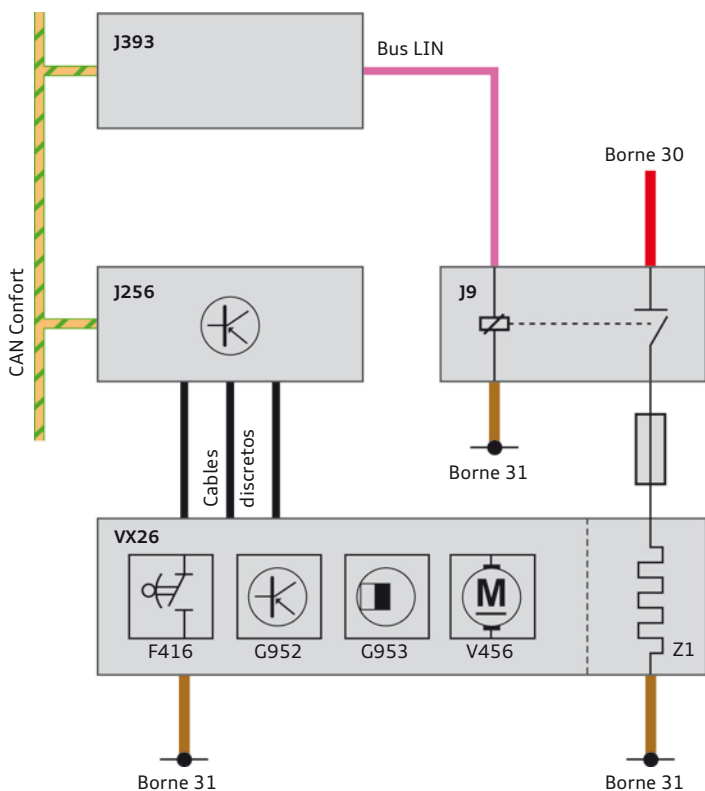 J393
Bus LIN
Borne 30
CAN Confort
J256
J9
Cables
discretos
Borne 31
VX26
M
F416
G952
G953
V456
Z1
Borne 31
Borne 31